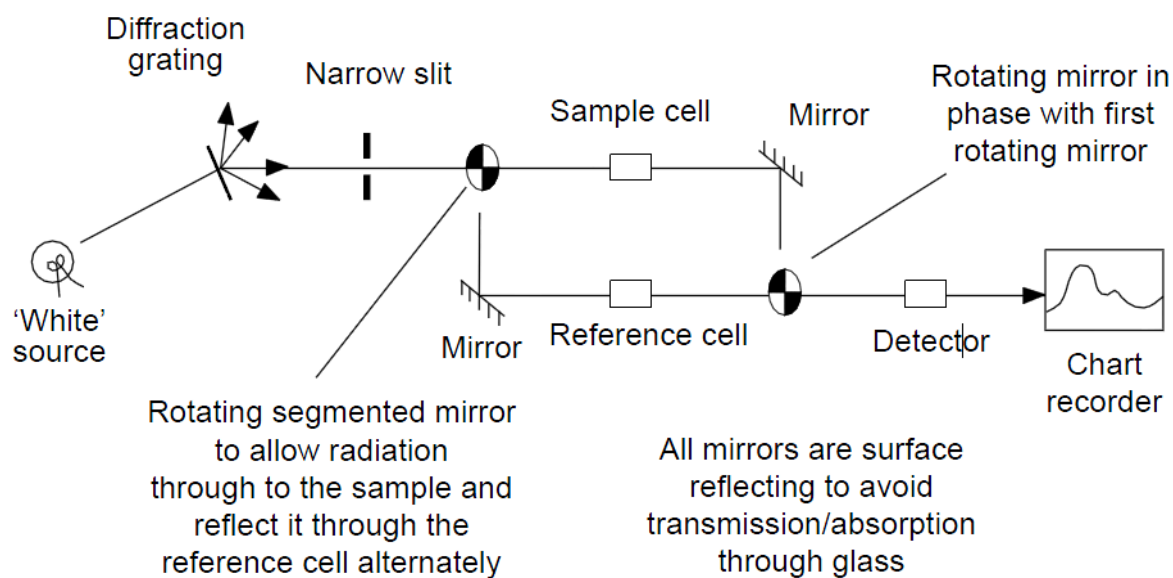 Diffraction
grating
Narrow slit
Sample cell
Mirror
Rotating mirror in
phase with first
rotating mirror
‘White’
source
Mirror
Reference cell
Detector
Chart
recorder
Rotating segmented mirror
to allow radiation
through to the sample and
reflect it through the
reference cell alternately
All mirrors are surface
reflecting to avoid
transmission/absorption
through glass